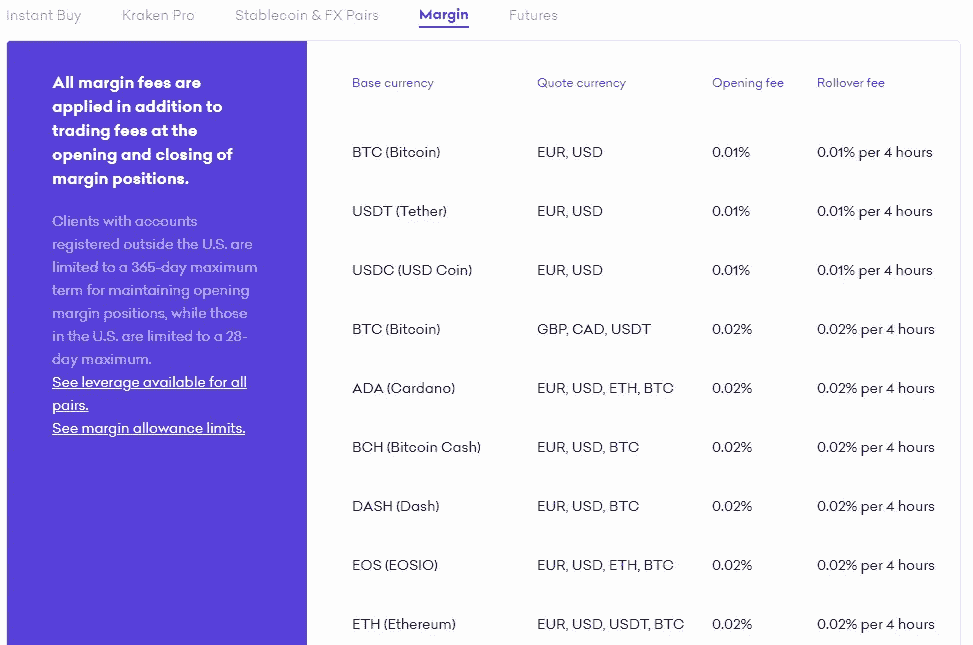 Instant Buy Kraken Pro Stablecoin & FX Pairs Margin Futures
All margin fees are
applied in addition to
trading fees at the
opening and closing of
margin positions.
Clients with accounts
registered outside the U.S. are
limited to a 365-day maximum
term for maintaining opening
margin positions, while those
in the U.S. are limited to a 28-
day maximum.
See leverage available for all
pairs.
See margin allowance limits.
Base currency Quote currency Opening fee Rollover fee
BTC (Bitcoin) EUR, USD 0.01% 0.01% per 4 hours
USDT (Tether) EUR, USD 0.01% 0.01% per 4 hours
USDC (USD Coin) EUR, USD 0.01% 0.01% per 4 hours
BTC (Bitcoin) GBP, CAD, USDT 0.02% 0.02% per 4 hours
ADA (Cardano) EUR, USD, ETH, BTC 0.02% 0.02% per 4 hours
BCH (Bitcoin Cash) EUR, USD, BTC 0.02% 0.02% per 4 hours
DASH (Dash) EUR, USD, BTC 0.02% 0.02% per 4 hours
EOS (EOSIO) EUR, USD, ETH, BTC 0.02% 0.02% per 4 hours
ETH (Ethereum) EUR, USD, USDT, BTC 0.02% 0.02% per 4 hours